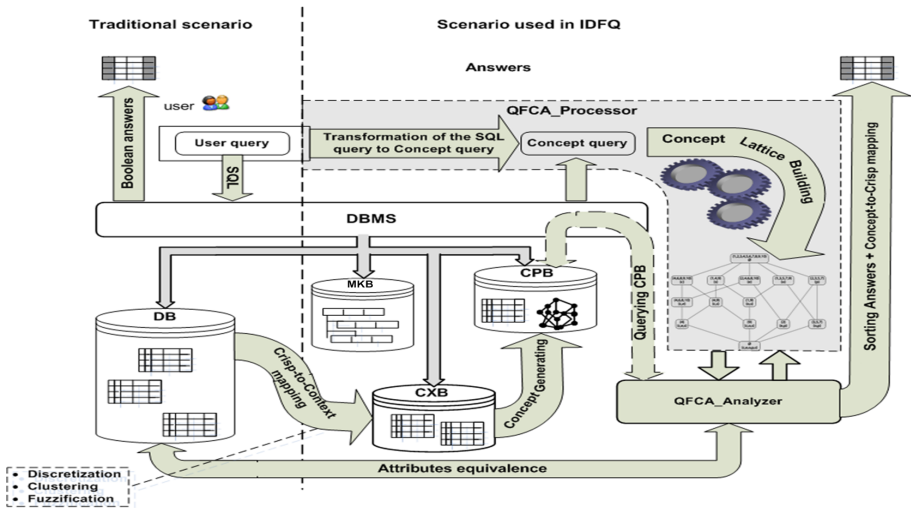 Traditional scenario
Scenario used in IDFQ
Answers
user
QFCA_Processor
User query
Transformation of the SQL
query to Concept query
Concept query
Concept Lattice Building
Boolean answers
SQL
DBMS
MKB
CPB
DB
CXB
Querying CPB
Crisp-to-Context
mapping
Concept Generating
QFCA_Analyzer
Sorting Answers + Concept-to-Crisp mapping
Attributes equivalence
• Discretization
• Clustering
• Fuzzification